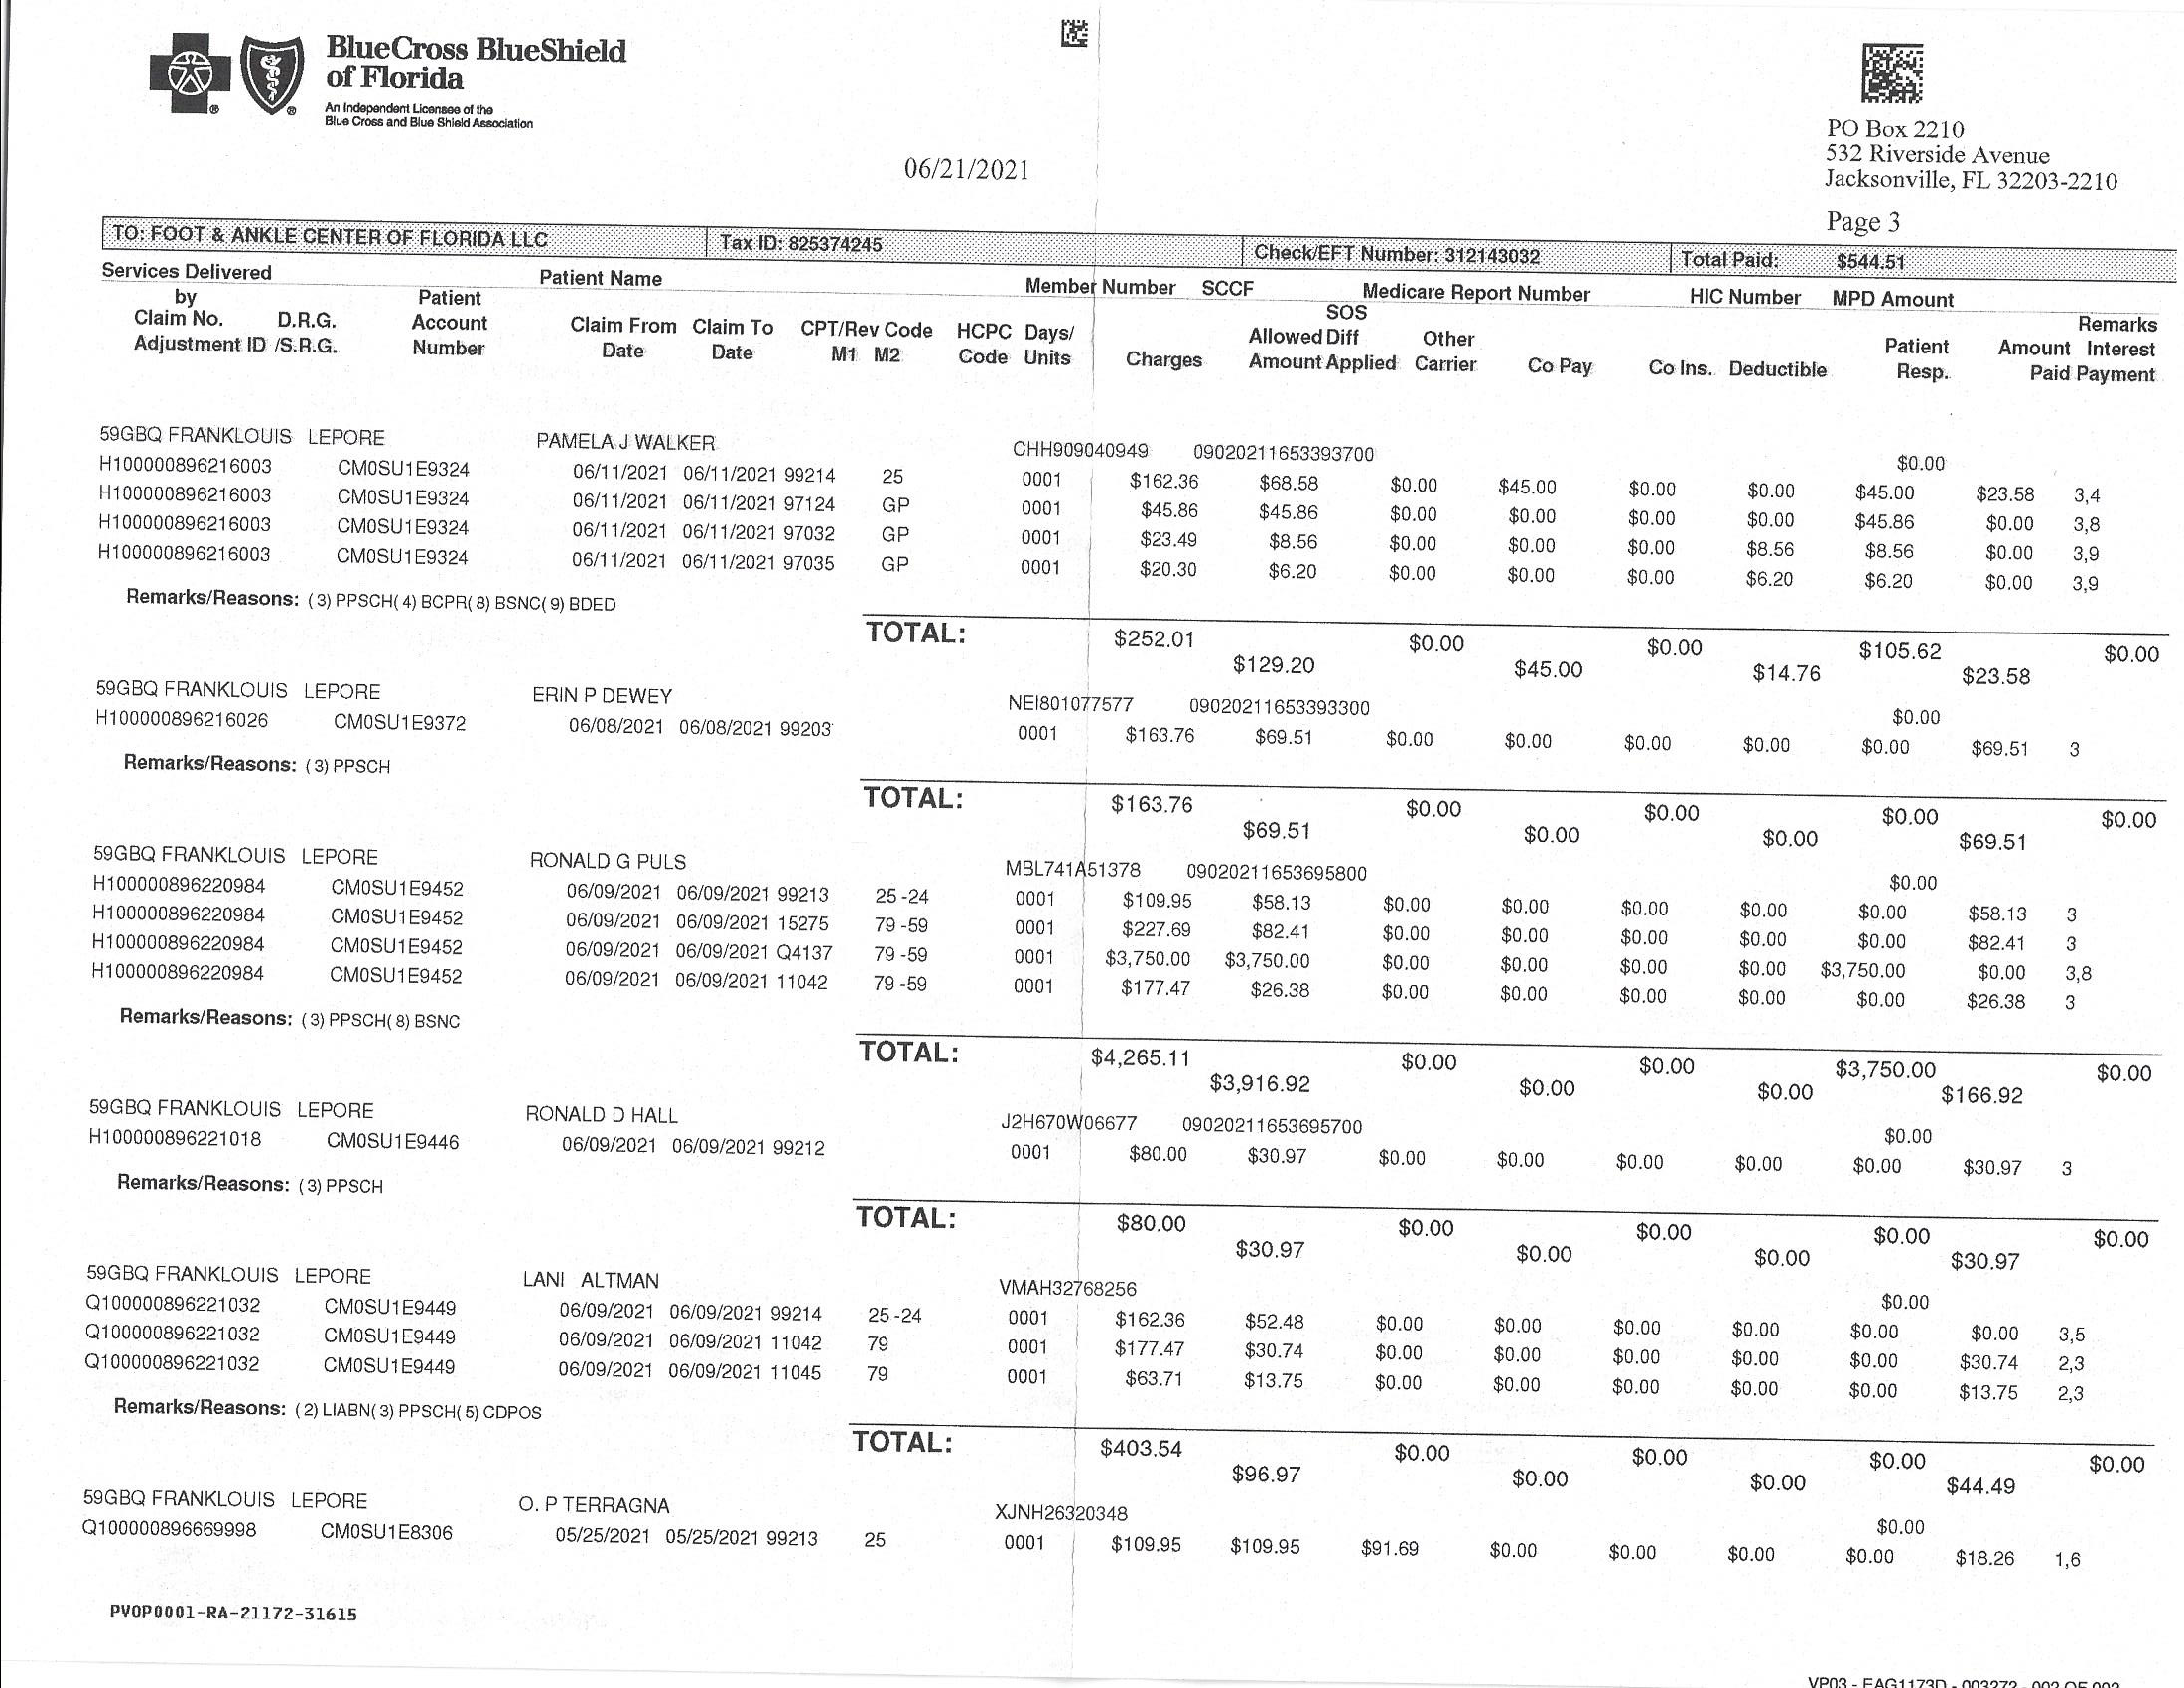 BlueCross BlueShield
of Florida
An Independent Licensee of the
Blue Cross and Blue Shield Association
06/21/2021
PO Box 2210
532 Riverside Avenue
Jacksonville, FL 32203-2210
Page 3
TO: FOOT & ANKLE CENTER OF FLORIDA LLC Tax ID: 825374245 Check/EFT Number: 312143032 Total Paid: $544.51
Services Delivered Patient Name Member Number SCCF Medicare Report Number HIC Number MPD Amount
by Patient SOS Remarks
Claim No. D.R.G. Account Claim From Claim To CPT/Rev Code HCPC Days/ Allowed Diff Other Patient Amount Interest
Adjustment ID /S.R.G. Number Date Date M1 M2 Code Units Charges Amount Applied Carrier Co Pay Co Ins. Deductible Resp. Paid Payment
59GBQ FRANKLOUIS LEPORE PAMELA J WALKER CHH909040949 09020211653393700 $0.00
H100000896216003 CM0SU1E9324 06/11/2021 06/11/2021 99214 25 0001 $162.36 $68.58 $0.00 $45.00 $0.00 $0.00 $45.00 $23.58 3,4
H100000896216003 CM0SU1E9324 06/11/2021 06/11/2021 97124 GP 0001 $45.86 $45.86 $0.00 $0.00 $0.00 $0.00 $45.86 $0.00 3,8
H100000896216003 CM0SU1E9324 06/11/2021 06/11/2021 97032 GP 0001 $23.49 $8.56 $0.00 $0.00 $0.00 $8.56 $8.56 $0.00 3,9
H100000896216003 CM0SU1E9324 06/11/2021 06/11/2021 97035 GP 0001 $20.30 $6.20 $0.00 $0.00 $0.00 $6.20 $6.20 $0.00 3,9
Remarks/Reasons: ( 3) PPSCH( 4) BCPR( 8) BSNC( 9) BDED
TOTAL: $252.01 $0.00 $0.00 $105.62 $0.00
$129.20 $45.00 $14.76 $23.58
59GBQ FRANKLOUIS LEPORE ERIN P DEWEY NEI801077577 09020211653393300 $0.00
H100000896216026 CM0SU1E9372 06/08/2021 06/08/2021 99203 0001 $163.76 $69.51 $0.00 $0.00 $0.00 $0.00 $0.00 $69.51 3
Remarks/Reasons: ( 3) PPSCH
TOTAL: $163.76 $0.00 $0.00 $0.00 $0.00
$69.51 $0.00 $0.00 $69.51
59GBQ FRANKLOUIS LEPORE RONALD G PULS MBL741A51378 09020211653695800 $0.00
H100000896220984 CM0SU1E9452 06/09/2021 06/09/2021 99213 25 -24 0001 $109.95 $58.13 $0.00 $0.00 $0.00 $0.00 $0.00 $58.13 3
H100000896220984 CM0SU1E9452 06/09/2021 06/09/2021 15275 79 -59 0001 $227.69 $82.41 $0.00 $0.00 $0.00 $0.00 $0.00 $82.41 3
H100000896220984 CM0SU1E9452 06/09/2021 06/09/2021 Q4137 79 -59 0001 $3,750.00 $3,750.00 $0.00 $0.00 $0.00 $0.00 $3,750.00 $0.00 3,8
H100000896220984 CM0SU1E9452 06/09/2021 06/09/2021 11042 79 -59 0001 $177.47 $26.38 $0.00 $0.00 $0.00 $0.00 $0.00 $26.38 3
Remarks/Reasons: ( 3) PPSCH( 8) BSNC
TOTAL: $4,265.11 $0.00 $0.00 $3,750.00 $0.00
$3,916.92 $0.00 $0.00 $166.92
59GBQ FRANKLOUIS LEPORE RONALD D HALL J2H670W06677 09020211653695700 $0.00
H100000896221018 CM0SU1E9446 06/09/2021 06/09/2021 99212 0001 $80.00 $30.97 $0.00 $0.00 $0.00 $0.00 $0.00 $30.97 3
Remarks/Reasons: ( 3) PPSCH
TOTAL: $80.00 $0.00 $0.00 $0.00 $0.00
$30.97 $0.00 $0.00 $30.97
59GBQ FRANKLOUIS LEPORE LANI ALTMAN VMAH32768256 $0.00
Q100000896221032 CM0SU1E9449 06/09/2021 06/09/2021 99214 25 -24 0001 $162.36 $52.48 $0.00 $0.00 $0.00 $0.00 $0.00 $0.00 3,5
Q100000896221032 CM0SU1E9449 06/09/2021 06/09/2021 11042 79 0001 $177.47 $30.74 $0.00 $0.00 $0.00 $0.00 $0.00 $30.74 2,3
Q100000896221032 CM0SU1E9449 06/09/2021 06/09/2021 11045 79 0001 $63.71 $13.75 $0.00 $0.00 $0.00 $0.00 $0.00 $13.75 2,3
Remarks/Reasons: ( 2) LIABN( 3) PPSCH( 5) CDPOS
TOTAL: $403.54 $0.00 $0.00 $0.00 $0.00
$96.97 $0.00 $0.00 $44.49
59GBQ FRANKLOUIS LEPORE O. P TERRAGNA XJNH26320348 $0.00
Q100000896669998 CM0SU1E8306 05/25/2021 05/25/2021 99213 25 0001 $109.95 $109.95 $91.69 $0.00 $0.00 $0.00 $0.00 $18.26 1,6
PVOP0001-RA-21172-31615
VP03 - EAG1173D - 003272 - 002 OF 002